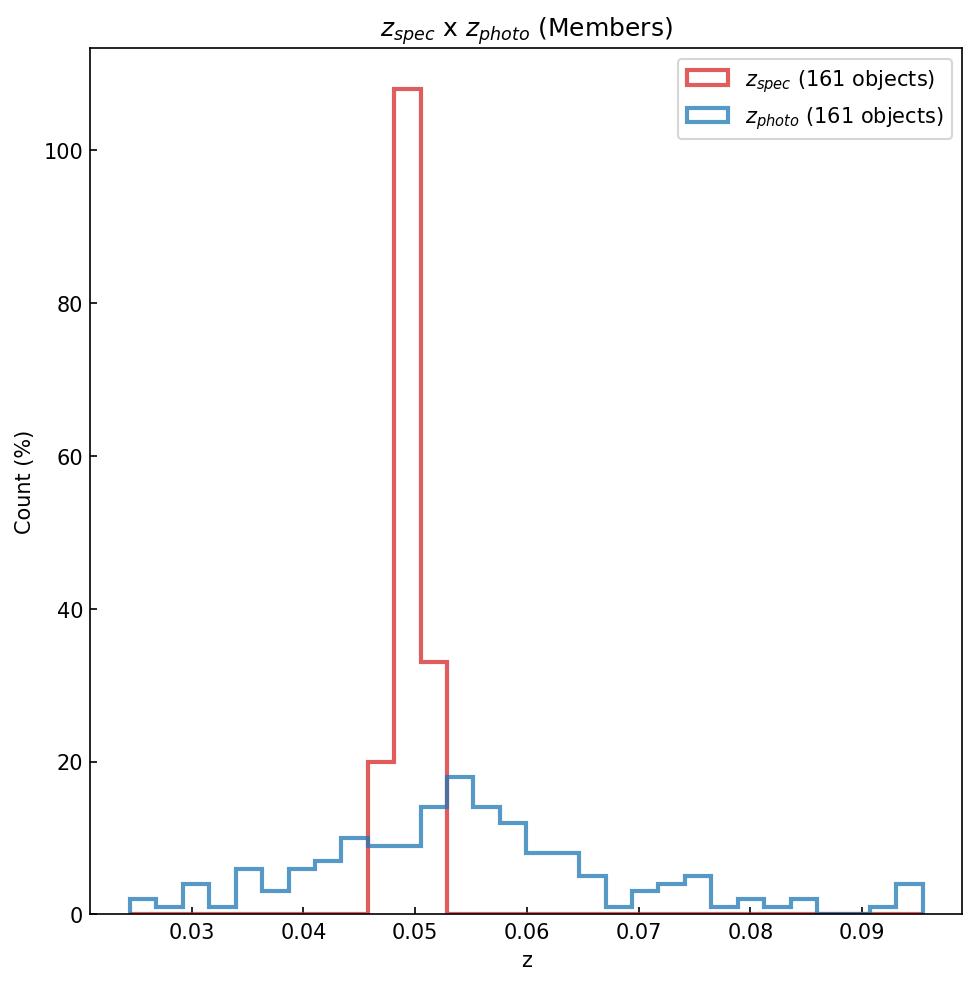 z_spec x z_photo (Members)
z_spec (161 objects)
z_photo (161 objects)
Count (%)
100
80
60
40
20
0
0.03 0.04 0.05 0.06 0.07 0.08 0.09
z